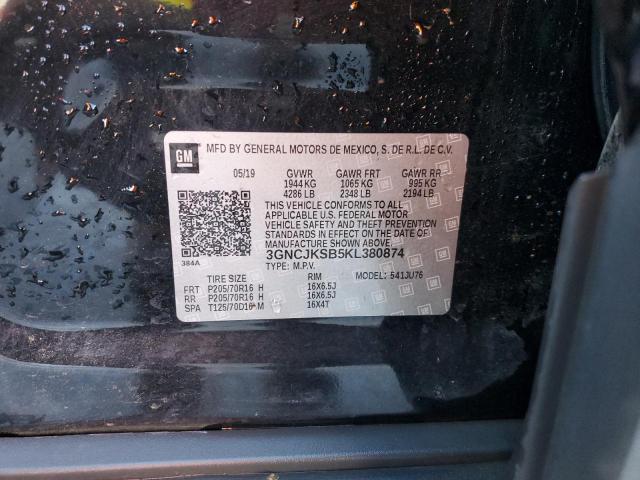 GM MFD BY GENERAL MOTORS DE MEXICO, S. DE R.L. DE C.V.
05/19 GVWR GAWR FRT GAWR RR
1944 KG 1065 KG 995 KG
4286 LB 2348 LB 2194 LB
THIS VEHICLE CONFORMS TO ALL
APPLICABLE U.S. FEDERAL MOTOR
VEHICLE SAFETY AND THEFT PREVENTION
STANDARDS IN EFFECT ON THE DATE OF
MANUFACTURE SHOWN ABOVE.
384A 3GNCJKSB5KL380874
TYPE: M.P.V. MODEL: 541JU76
TIRE SIZE RIM
FRT P205/70R16 H 16X6.5J
RR P205/70R16 H 16X6.5J
SPA T125/70D16 M 16X4T